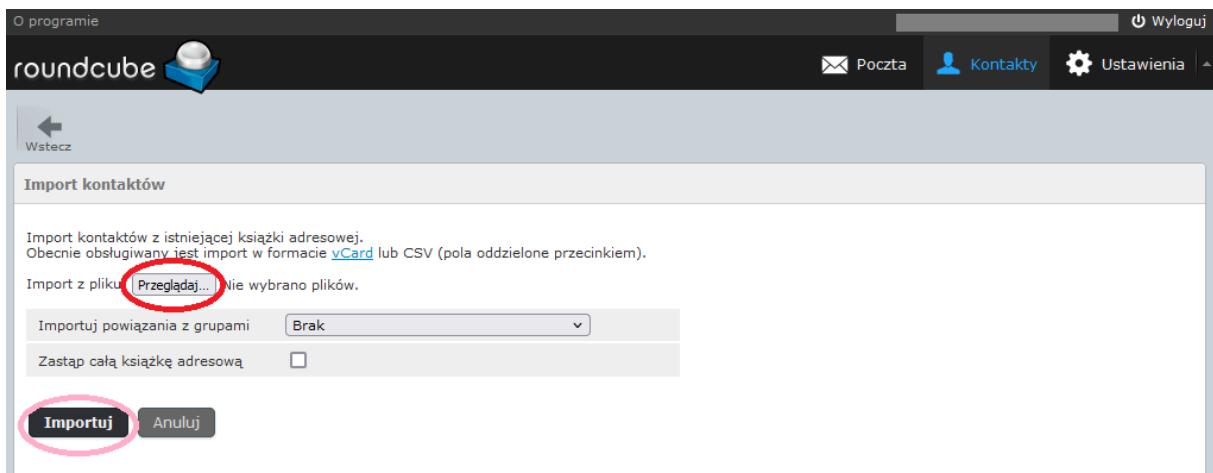 O programie
Wyloguj
roundcube
Poczta
Kontakty
Ustawienia
Wstecz
Import kontaktów
Import kontaktów z istniejącej książki adresowej.
Obecnie obsługiwany jest import w formacie vCard lub CSV (pola oddzielone przecinkiem).
Import z pliku Przeglądaj... Nie wybrano plików.
Importuj powiązania z grupami Brak
Zastąp całą książkę adresową
Importuj Anuluj